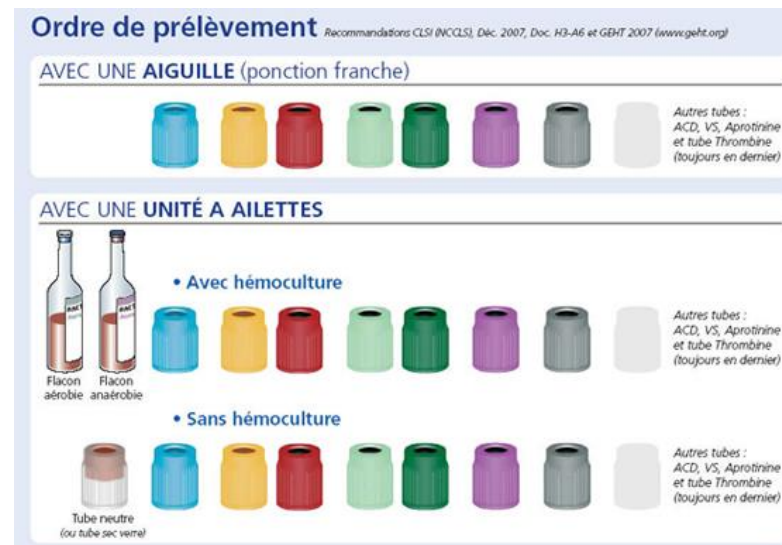 Ordre de prélèvement Recommandations CLSI (NCCLS), Déc. 2007, Doc. H3-A6 et GEHT 2007 (www.geht.org)
AVEC UNE AIGUILLE (ponction franche)
Autres tubes :
ACD, VS, Aprotinine
et tube Thrombine
(toujours en dernier)
AVEC UNE UNITÉ A AILETTES
Flacon
aérobie
Flacon
anaérobie
• Avec hémoculture
Autres tubes :
ACD, VS, Aprotinine
et tube Thrombine
(toujours en dernier)
• Sans hémoculture
Tube neutre
(ou tube sec verre)
Autres tubes :
ACD, VS, Aprotinine
et tube Thrombine
(toujours en dernier)